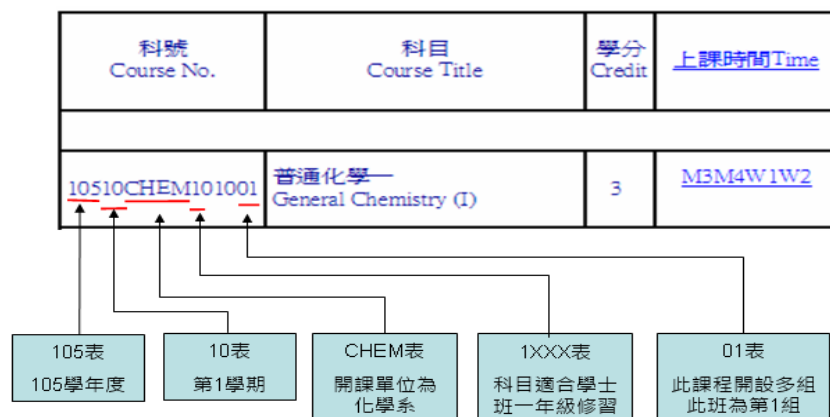 科號
Course No.
科目
Course Title
學分
Credit
上課時間Time
10510CHEM101001
普通化學一
General Chemistry (I)
3
M3M4W1W2
105表
105學年度
10表
第1學期
CHEM表
開課單位為
化學系
1XXX表
科目適合學士
班一年級修習
01表
此課程開設多組
此班為第1組